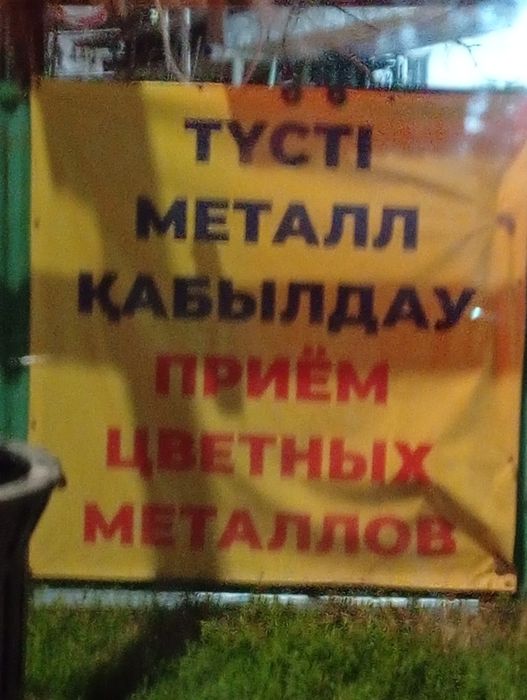 ТҮСТІ
МЕТАЛЛ
ҚАБЫЛДАУ
ПРИЁМ
ЦВЕТНЫХ
МЕТАЛЛОВ